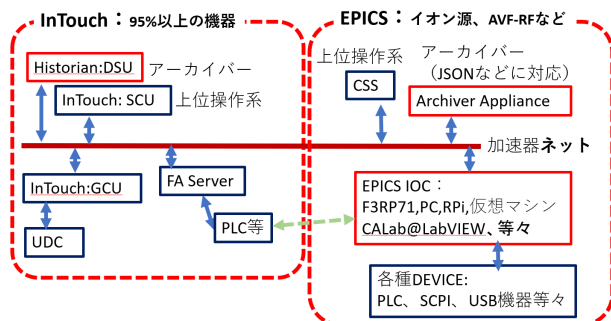 InTouch：95%以上の機器
Historian:DSU
アーカイバー
InTouch: SCU
上位操作系
InTouch:GCU
UDC
FA Server
PLC等
EPICS：イオン源、AVF-RFなど
上位操作系
CSS
アーカイバー
（JSONなどに対応）
Archiver Appliance
加速器ネット
EPICS IOC：
F3RP71,PC,RPi,仮想マシン
CALab@LabVIEW、等々
各種DEVICE:
PLC、SCPI、USB機器等々